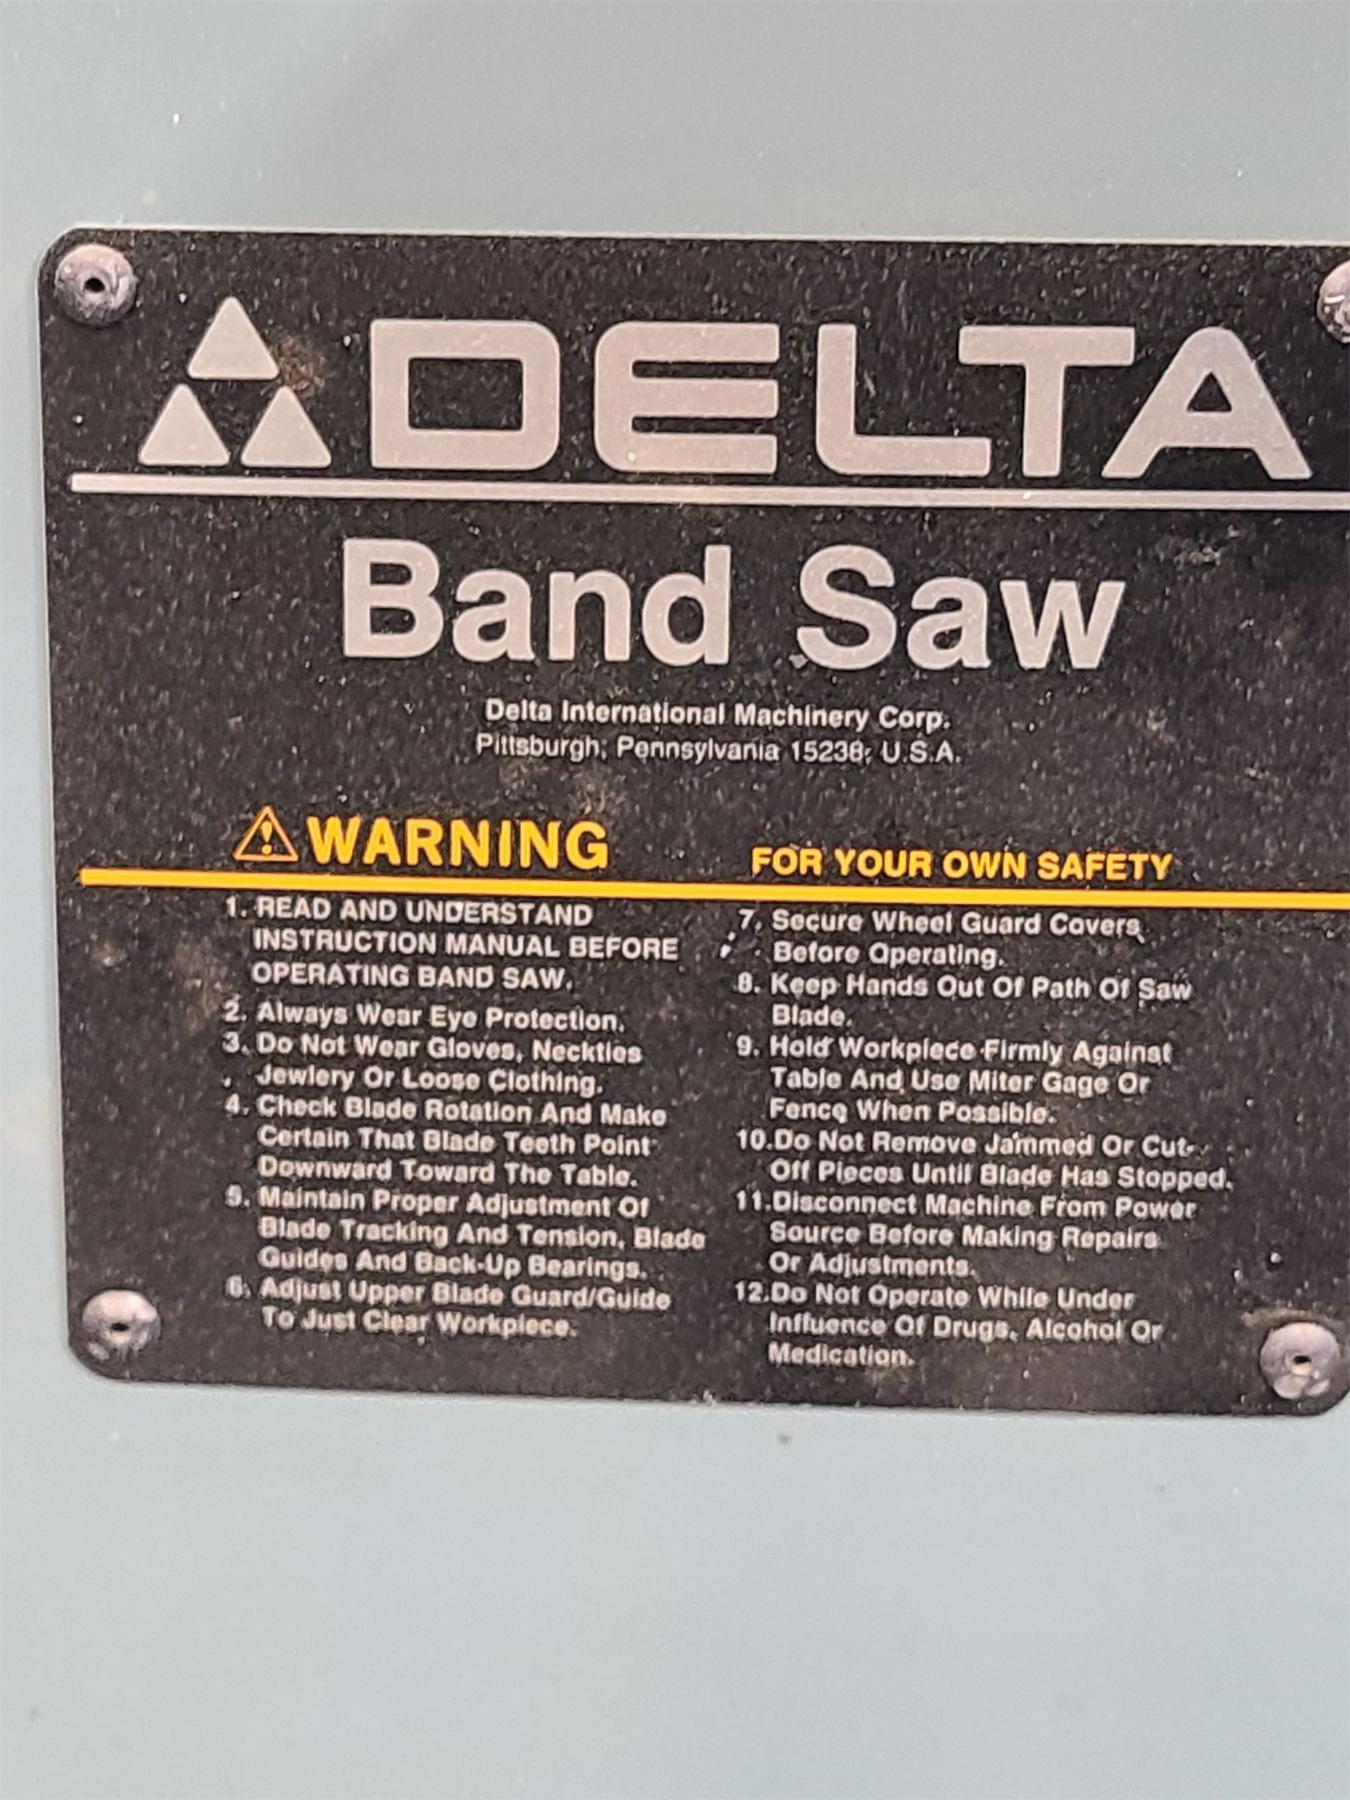 DELTA
Band Saw
Delta International Machinery Corp.
Pittsburgh, Pennsylvania 15238, U.S.A.
WARNING
FOR YOUR OWN SAFETY
1. READ AND UNDERSTAND
INSTRUCTION MANUAL BEFORE
OPERATING BAND SAW.
2. Always Wear Eye Protection.
3. Do Not Wear Gloves, Neckties
Jewlery Or Loose Clothing.
4. Check Blade Rotation And Make
Certain That Blade Teeth Point
Downward Toward The Table.
5. Maintain Proper Adjustment Of
Blade Tracking And Tension, Blade
Guides And Back-Up Bearings.
6. Adjust Upper Blade Guard/Guide
To Just Clear Workpiece.
7. Secure Wheel Guard Covers
Before Operating.
8. Keep Hands Out Of Path Of Saw
Blade.
9. Hold Workpiece Firmly Against
Table And Use Miter Gage Or
Fence When Possible.
10. Do Not Remove Jammed Or Cut-
Off Pieces Until Blade Has Stopped.
11. Disconnect Machine From Power
Source Before Making Repairs
Or Adjustments.
12. Do Not Operate While Under
Influence Of Drugs, Alcohol Or
Medication.